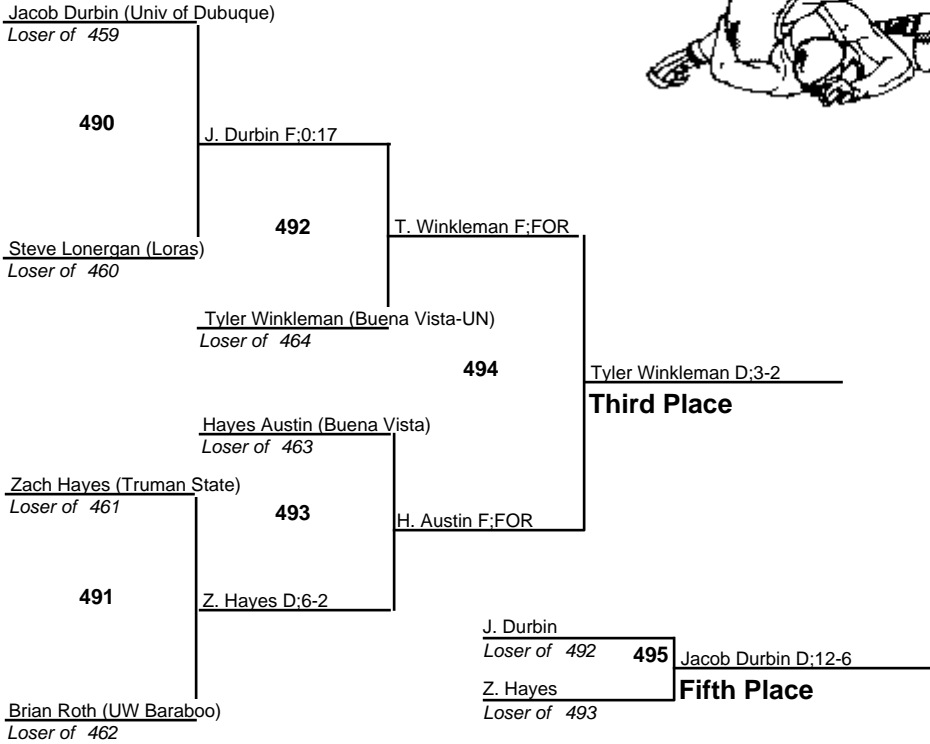 Jacob Durbin (Univ of Dubuque)
Loser of 459
490
J. Durbin F;0:17
Steve Lonergan (Loras)
Loser of 460
492
T. Winkleman F;FOR
Tyler Winkleman (Buena Vista-UN)
Loser of 464
494
Tyler Winkleman D;3-2
Third Place
Hayes Austin (Buena Vista)
Loser of 463
Zach Hayes (Truman State)
Loser of 461
493
H. Austin F;FOR
491
Z. Hayes D;6-2
Brian Roth (UW Baraboo)
Loser of 462
J. Durbin
Loser of 492
495
Jacob Durbin D;12-6
Fifth Place
Z. Hayes
Loser of 493